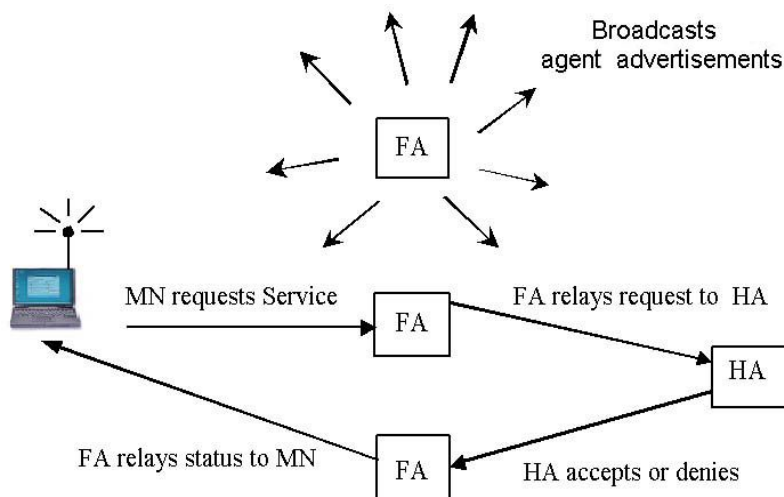 Broadcasts
agent advertisements
FA
MN requests Service
FA
FA relays request to HA
HA
FA relays status to MN
FA
HA accepts or denies